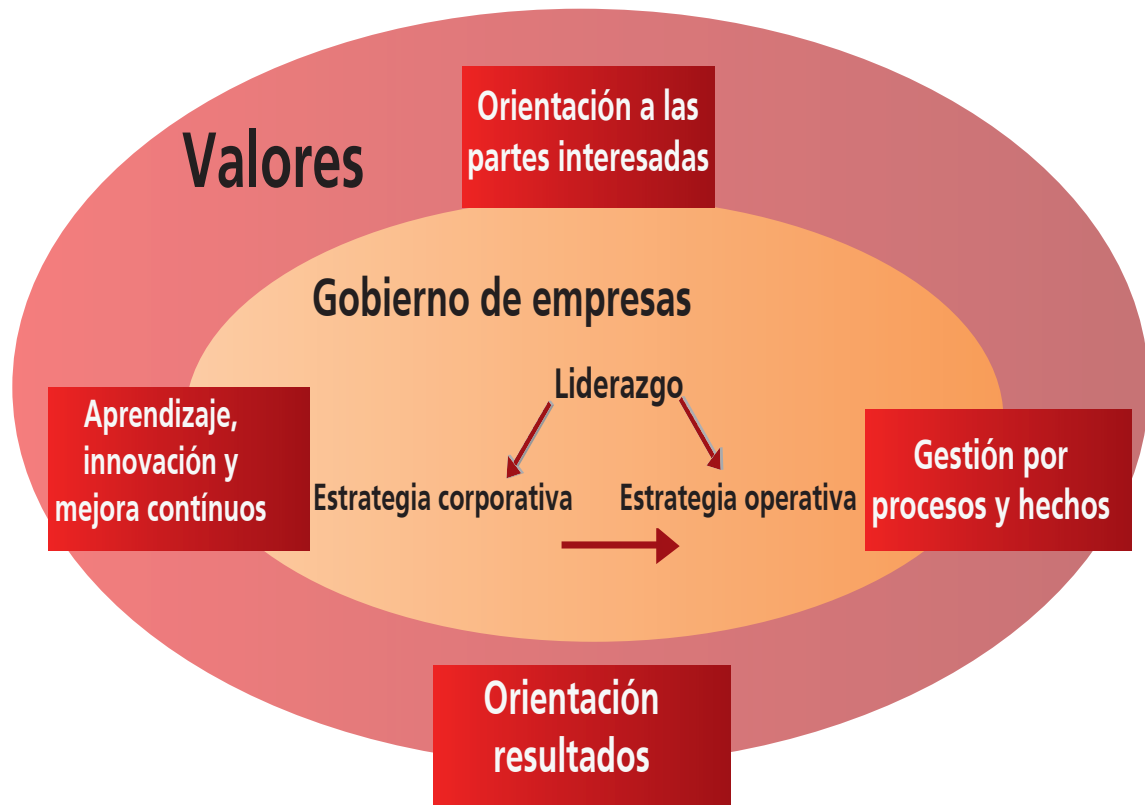 Orientación a las
partes interesadas
Valores
Gobierno de empresas
Liderazgo
Aprendizaje,
innovación y
mejora contínuos
Estrategia corporativa
Estrategia operativa
Gestión por
procesos y hechos
Orientación
resultados